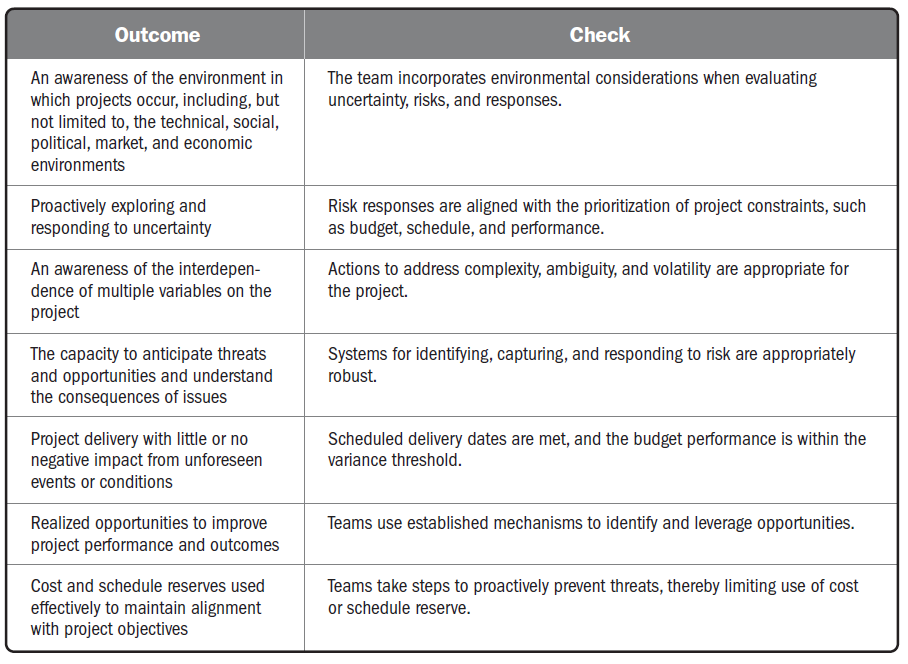 Outcome
Check
An awareness of the environment in
which projects occur, including, but
not limited to, the technical, social,
political, market, and economic
environments
The team incorporates environmental considerations when evaluating
uncertainty, risks, and responses.
Proactively exploring and
responding to uncertainty
Risk responses are aligned with the prioritization of project constraints, such
as budget, schedule, and performance.
An awareness of the interdepen-
dence of multiple variables on the
project
Actions to address complexity, ambiguity, and volatility are appropriate for
the project.
The capacity to anticipate threats
and opportunities and understand
the consequences of issues
Systems for identifying, capturing, and responding to risk are appropriately
robust.
Project delivery with little or no
negative impact from unforeseen
events or conditions
Scheduled delivery dates are met, and the budget performance is within the
variance threshold.
Realized opportunities to improve
project performance and outcomes
Teams use established mechanisms to identify and leverage opportunities.
Cost and schedule reserves used
effectively to maintain alignment
with project objectives
Teams take steps to proactively prevent threats, thereby limiting use of cost
or schedule reserve.